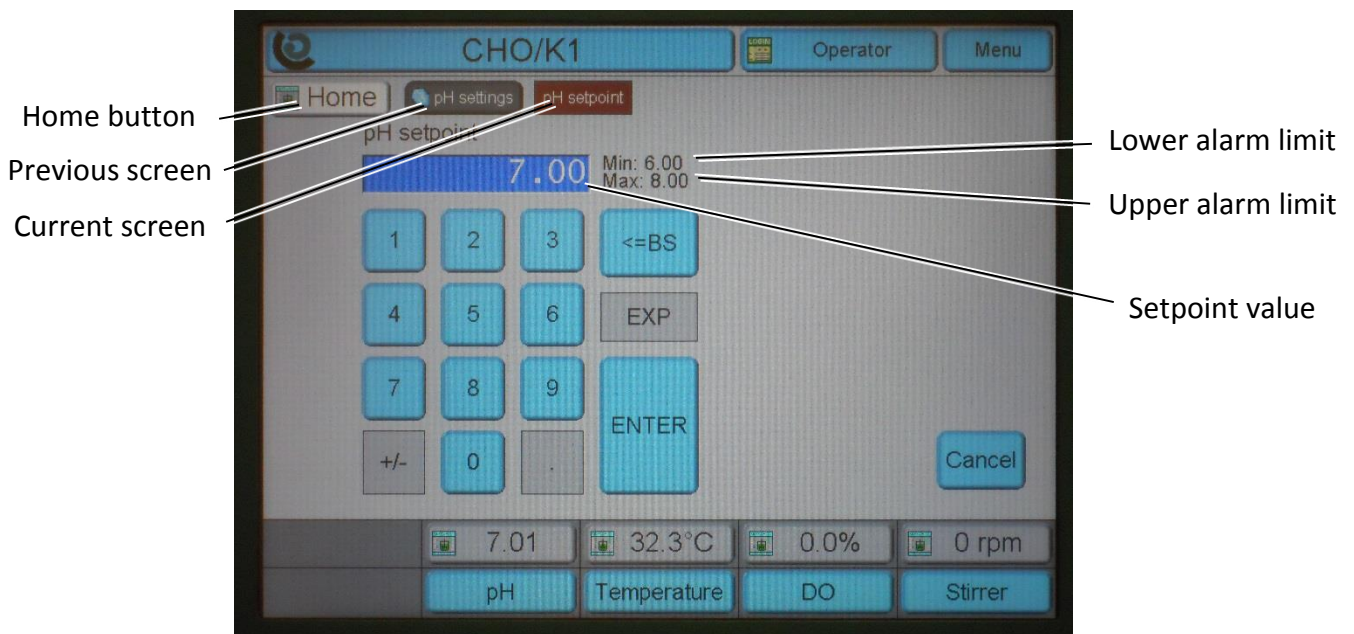 CHO/K1
LOGIN
Operator
Menu
Home
pH settings
pH setpoint
pH setpoint
7.00
Min: 6.00
Max: 8.00
1
2
3
<=BS
4
5
6
EXP
7
8
9
ENTER
+/-
0
.
Cancel
7.01
32.3°C
0.0%
0 rpm
pH
Temperature
DO
Stirrer
Home button
Previous screen
Current screen
Lower alarm limit
Upper alarm limit
Setpoint value